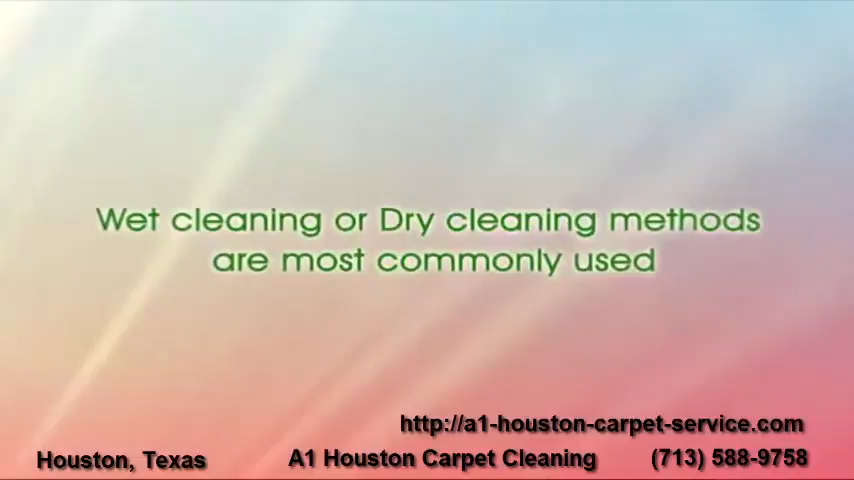 Wet cleaning or Dry cleaning methods
are most commonly used
http://a1-houston-carpet-service.com
Houston, Texas A1 Houston Carpet Cleaning (713) 588-9758